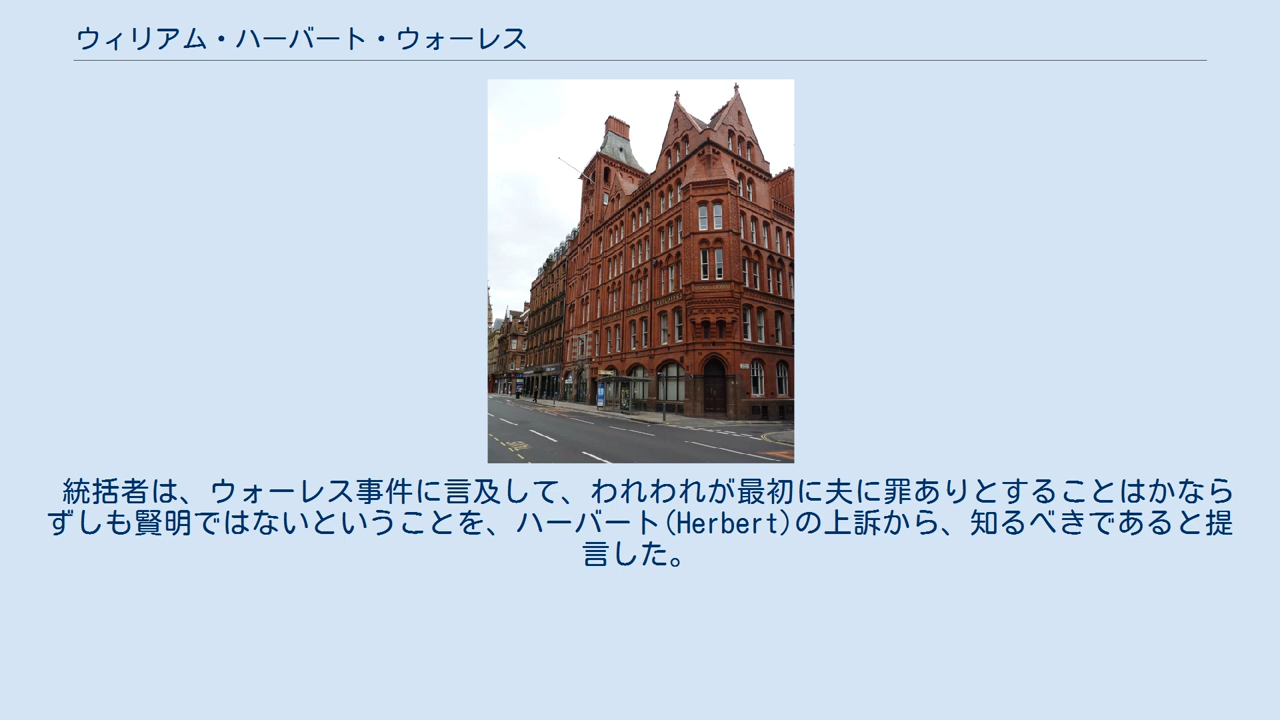 ウィリアム・ハーバート・ウォーレス
統括者は、ウォーレス事件に言及して、われわれが最初に夫に罪ありとすることはかなら
ずしも賢明ではないということを、ハーバート(Herbert)の上訴から、知るべきであると提
言した。